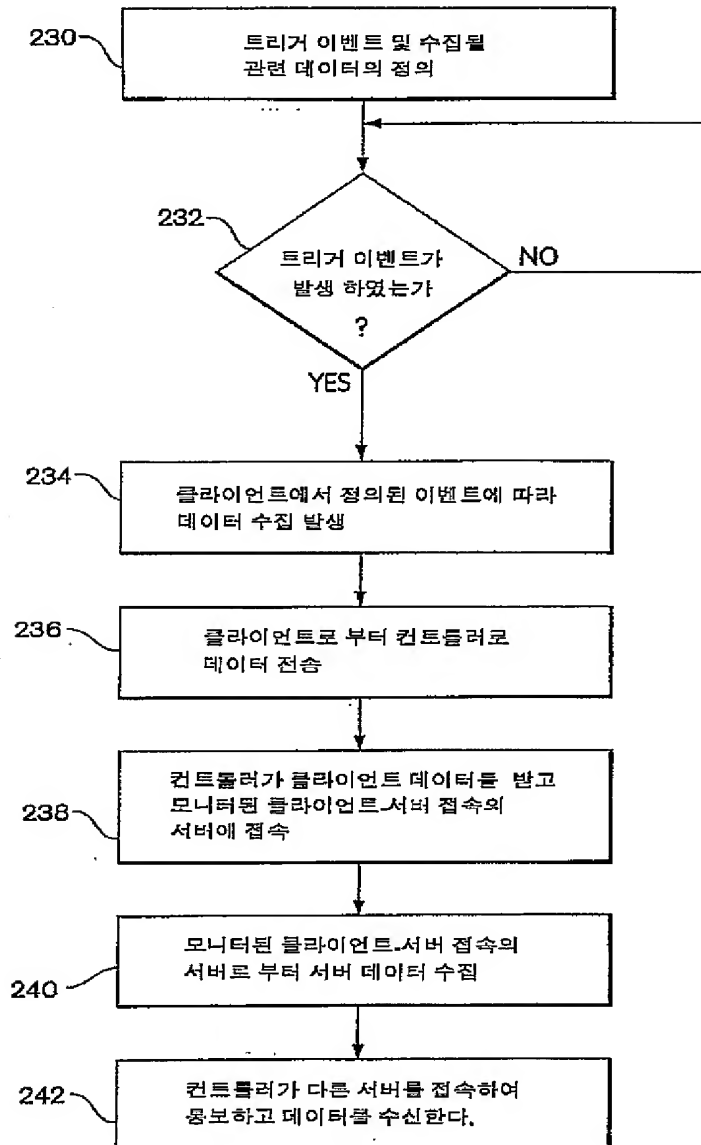 230
트리거 이벤트 및 수집될
관련 데이터의 정의
232
트리거 이벤트가
발생 하였는가
?
NO
YES
234
클라이언트에서 정의된 이벤트에 따라
데이터 수집 발생
236
클라이언트로 부터 컨트롤러로
데이터 전송
238
컨트롤러가 클라이언트 데이터를 받고
모니터된 클라이언트-서버 접속의
서버에 접속
240
모니터된 클라이언트-서버 접속의
서버로 부터 서버 데이터 수집
242
컨트롤러가 다른 서버를 접속하여
통보하고 데이터를 수신한다.